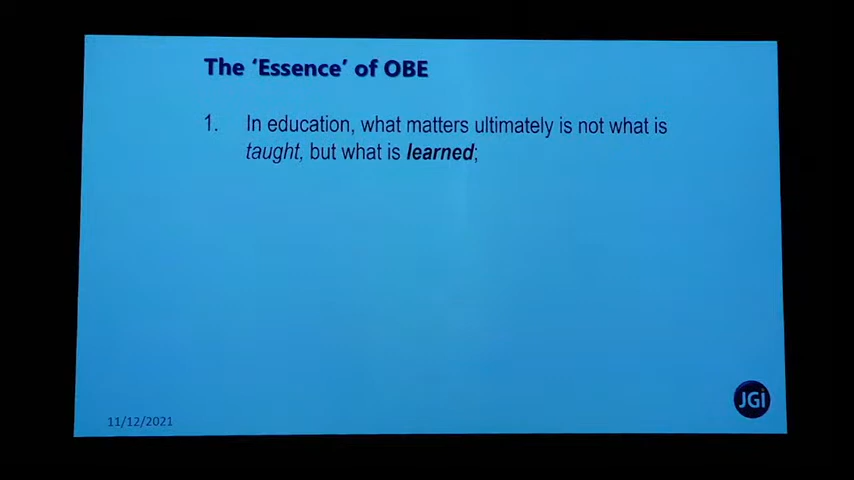 The ‘Essence’ of OBE
1. In education, what matters ultimately is not what is
taught, but what is learned;
11/12/2021
JGi